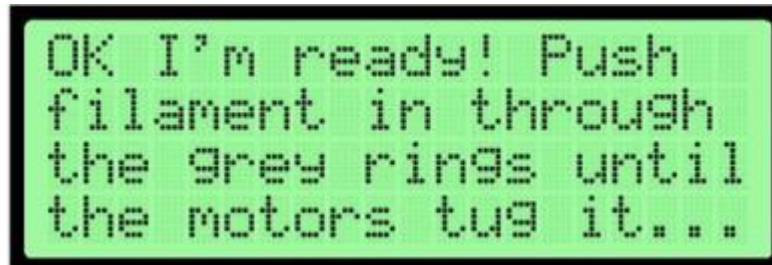 OK I'm ready! Push
filament in through
the grey rings until
the motors tug it...